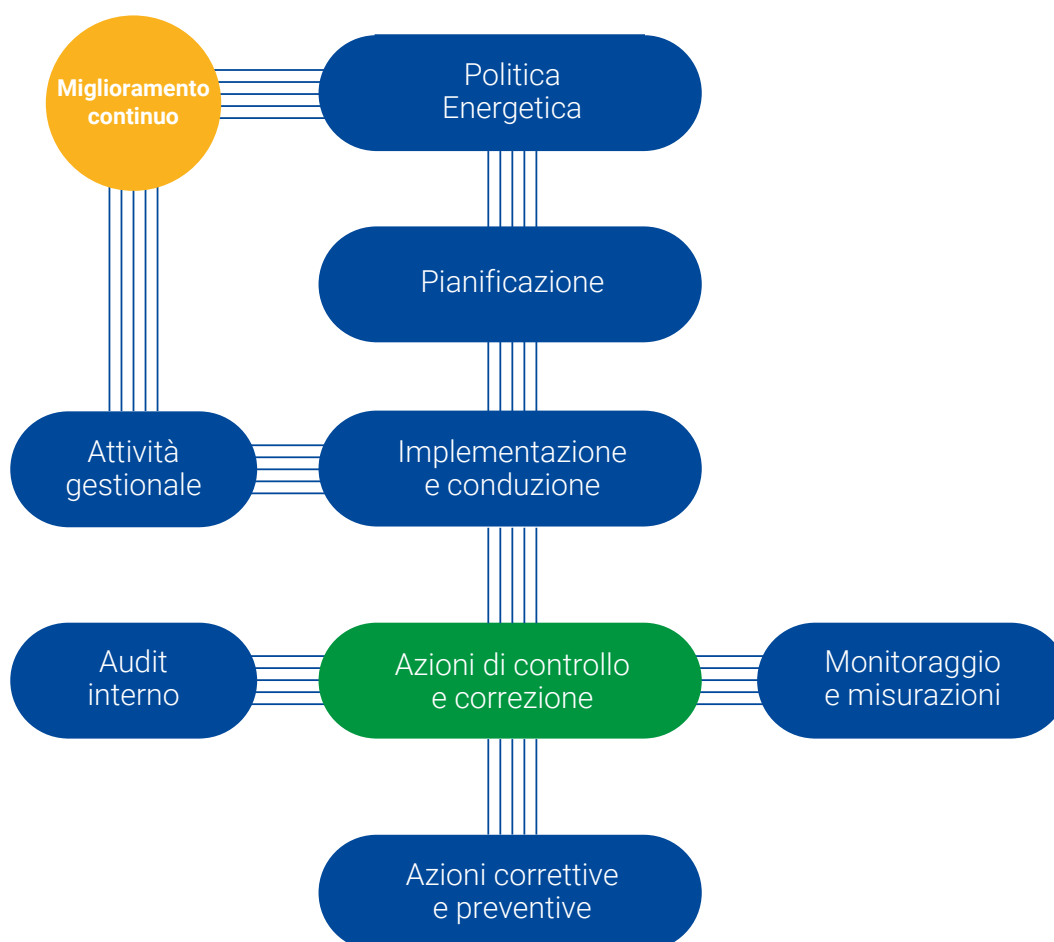 Miglioramento
continuo
Politica
Energetica
Pianificazione
Attività
gestionale
Implementazione
e conduzione
Audit
interno
Azioni di controllo
e correzione
Monitoraggio
e misurazioni
Azioni correttive
e preventive